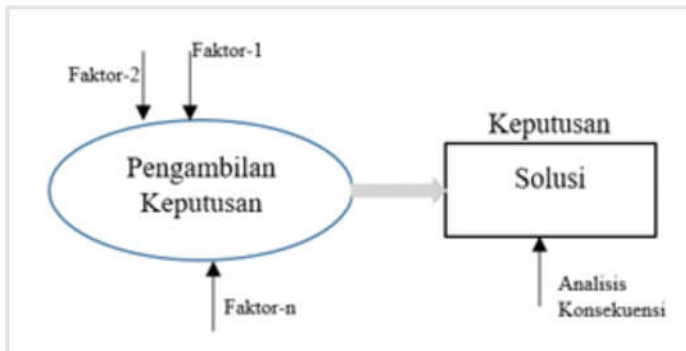 Faktor-1
Faktor-2
Pengambilan
Keputusan
Keputusan
Solusi
Analisis
Konsekuensi
Faktor-n